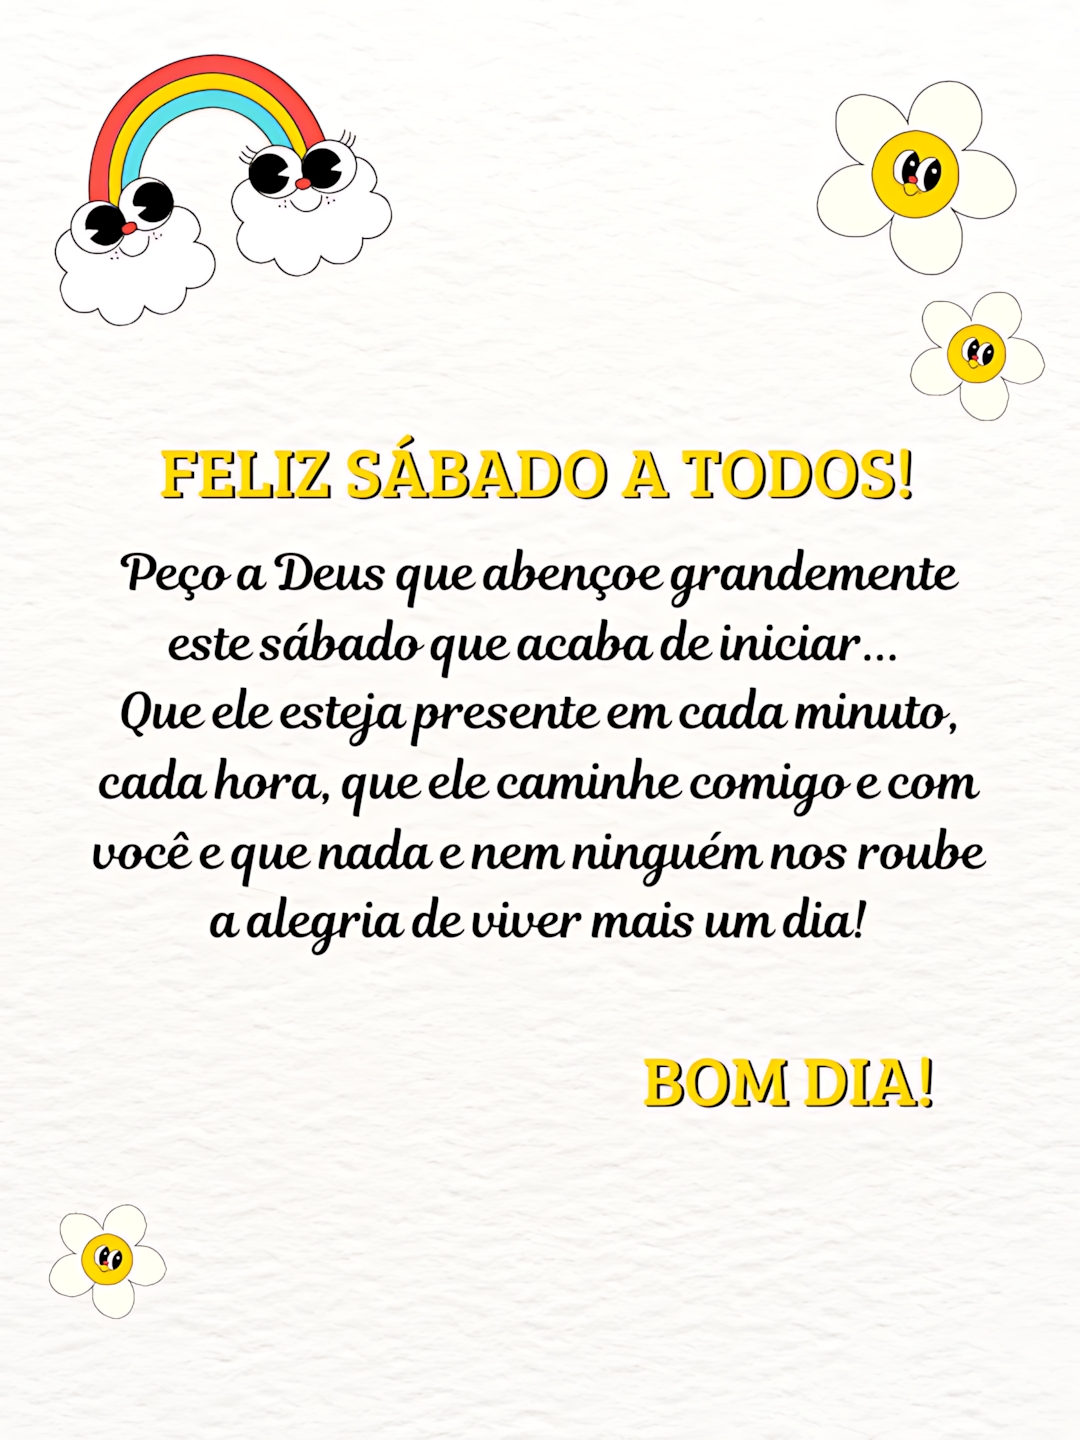 FELIZ SÁBADO A TODOS!
Peço a Deus que abençoe grandemente
este sábado que acaba de iniciar...
Que ele esteja presente em cada minuto,
cada hora, que ele caminhe comigo e com
você e que nada e nem ninguém nos roube
a alegria de viver mais um dia!
BOM DIA!